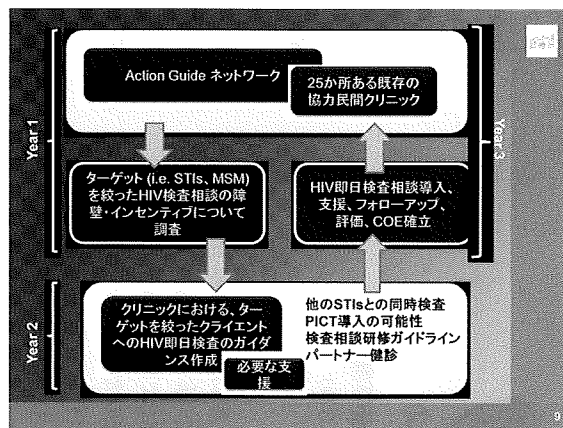 Year 1
Action Guide ネットワーク
25か所ある既存の
協力民間クリニック
Year 3
ターゲット (i.e. STIs、MSM)
を絞ったHIV検査相談の障
壁・インセンティブについて
調査
HIV即日検査相談導入、
支援、フォローアップ、
評価、COE確立
Year 2
クリニックにおける、ター
ゲットを絞ったクライエント
へのHIV即日検査のガイダ
ンス作成
必要な支
援
他のSTIsとの同時検査
PICT導入の可能性
検査相談研修ガイドライン
パートナー健診
9